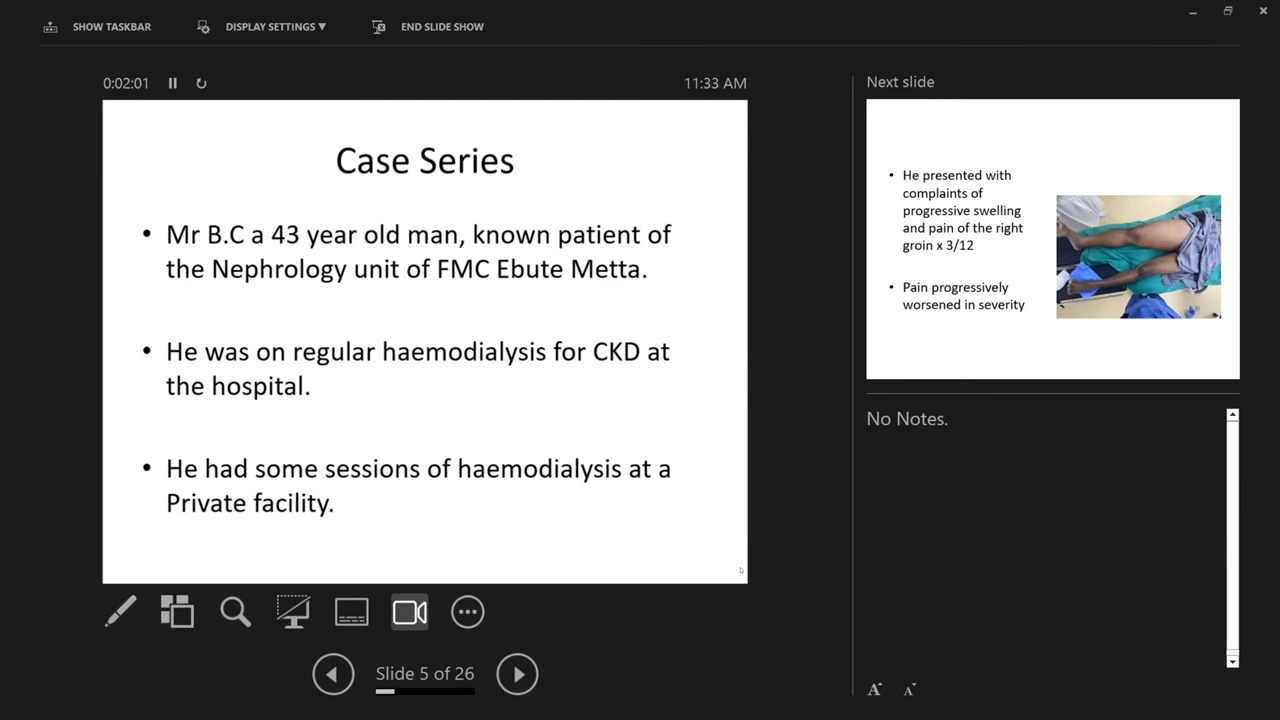 SHOW TASKBAR
DISPLAY SETTINGS ▼
END SLIDE SHOW
0:02:01
11:33 AM
Case Series
• Mr B.C a 43 year old man, known patient of
the Nephrology unit of FMC Ebute Metta.
• He was on regular haemodialysis for CKD at
the hospital.
• He had some sessions of haemodialysis at a
Private facility.
Slide 5 of 26
Next slide
• He presented with
complaints of
progressive swelling
and pain of the right
groin x 3/12
• Pain progressively
worsened in severity
No Notes.
A A